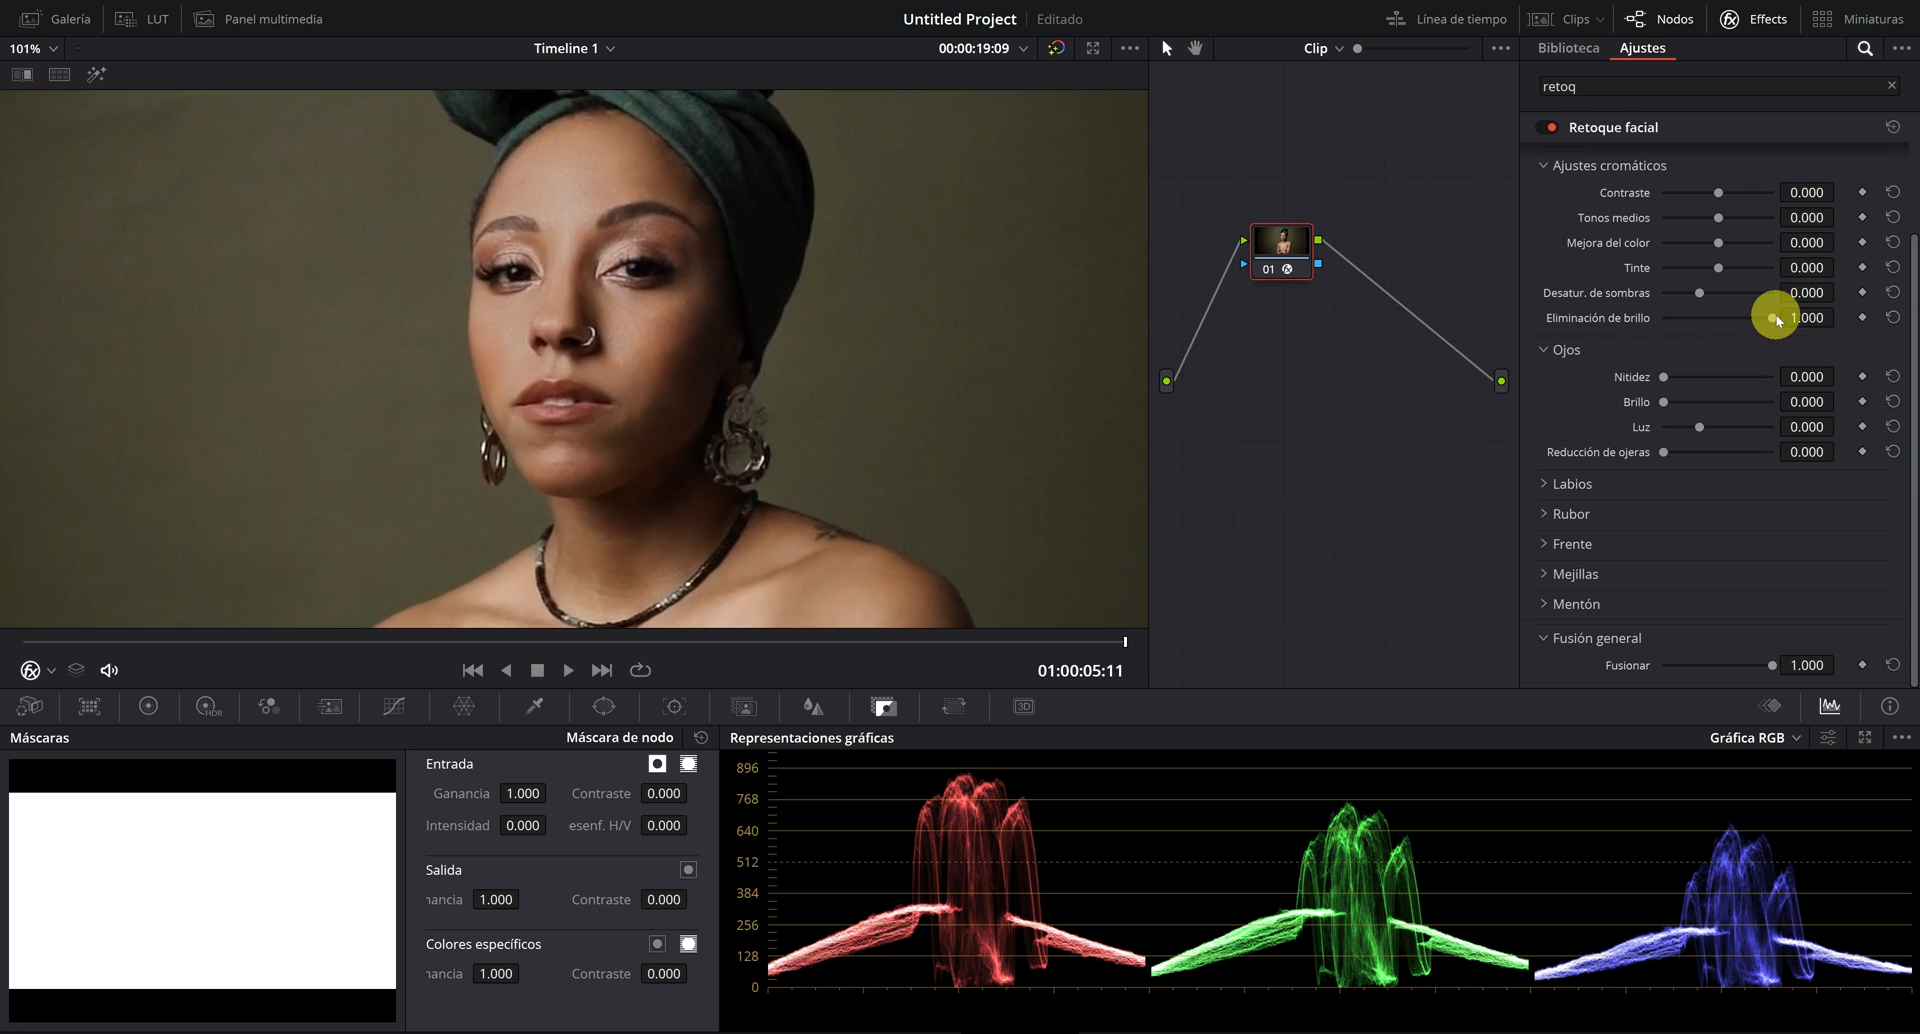 Galería
LUT
Panel multimedia
Untitled Project
Editado
Línea de tiempo
Clips
Nodos
Effects
Miniaturas
101%
Timeline 1
00:00:19:09
Clip
Biblioteca
Ajustes
retoq
Retoque facial
Ajustes cromáticos
Contraste 0.000
Tonos medios 0.000
Mejora del color 0.000
Tinte 0.000
Desatur. de sombras 0.000
Eliminación de brillo 1.000
Ojos
Nitidez 0.000
Brillo 0.000
Luz 0.000
Reducción de ojeras 0.000
Labios
Rubor
Frente
Mejillas
Mentón
Fusión general
Fusionar 1.000
01
01:00:05:11
HDR
3D
Máscaras
Máscara de nodo
Entrada
Ganancia 1.000 Contraste 0.000
Intensidad 0.000 esenf. H/V 0.000
Salida
nancia 1.000 Contraste 0.000
Colores específicos
nancia 1.000 Contraste 0.000
Representaciones gráficas
Gráfica RGB
896
768
640
512
384
256
128
0